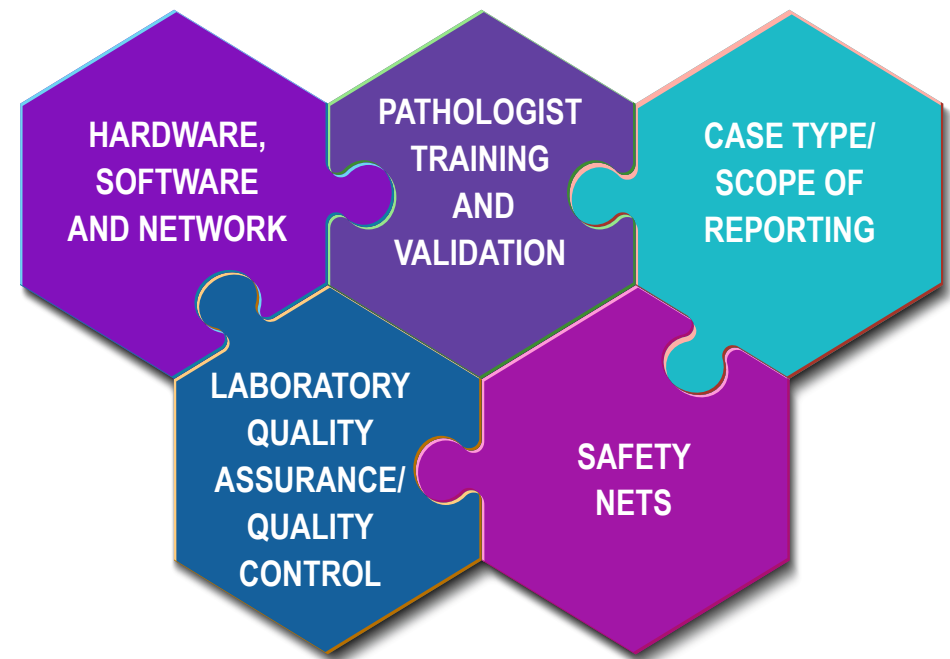 HARDWARE,
SOFTWARE
AND NETWORK
PATHOLOGIST
TRAINING
AND
VALIDATION
CASE TYPE/
SCOPE OF
REPORTING
LABORATORY
QUALITY
ASSURANCE/
QUALITY
CONTROL
SAFETY
NETS